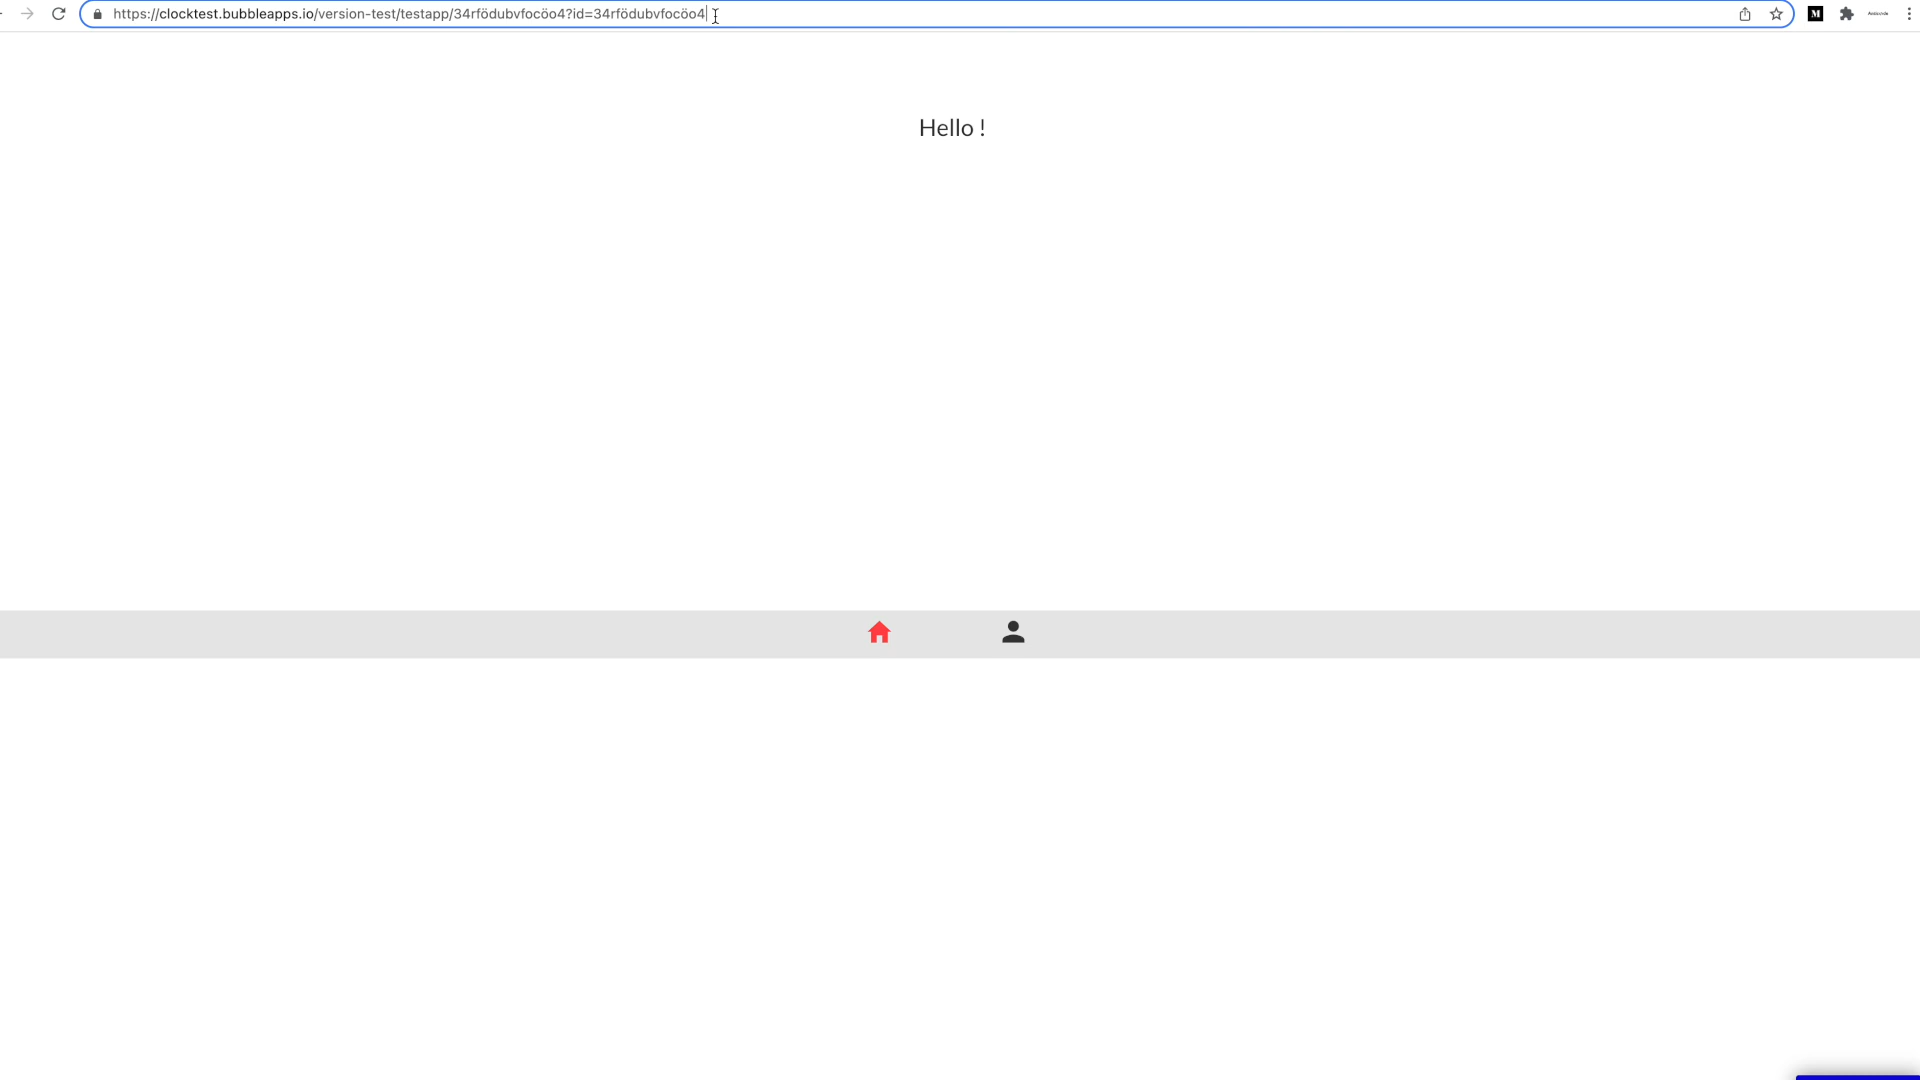 https://clocktest.bubbleapps.io/version-test/testapp/34rfödubvfocöo4?id=34rfödubvfocöo4
M
Hello !